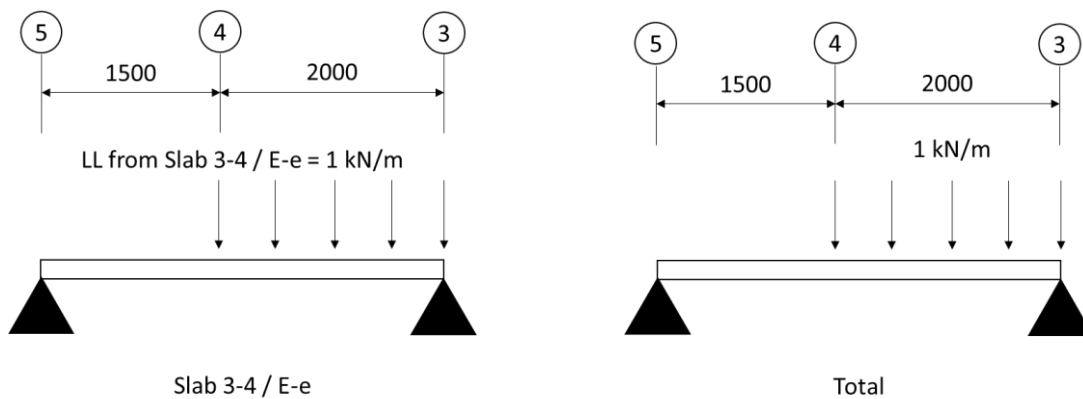 5 4 3
1500 2000
LL from Slab 3-4 / E-e = 1 kN/m
Slab 3-4 / E-e
5 4 3
1500 2000
1 kN/m
Total